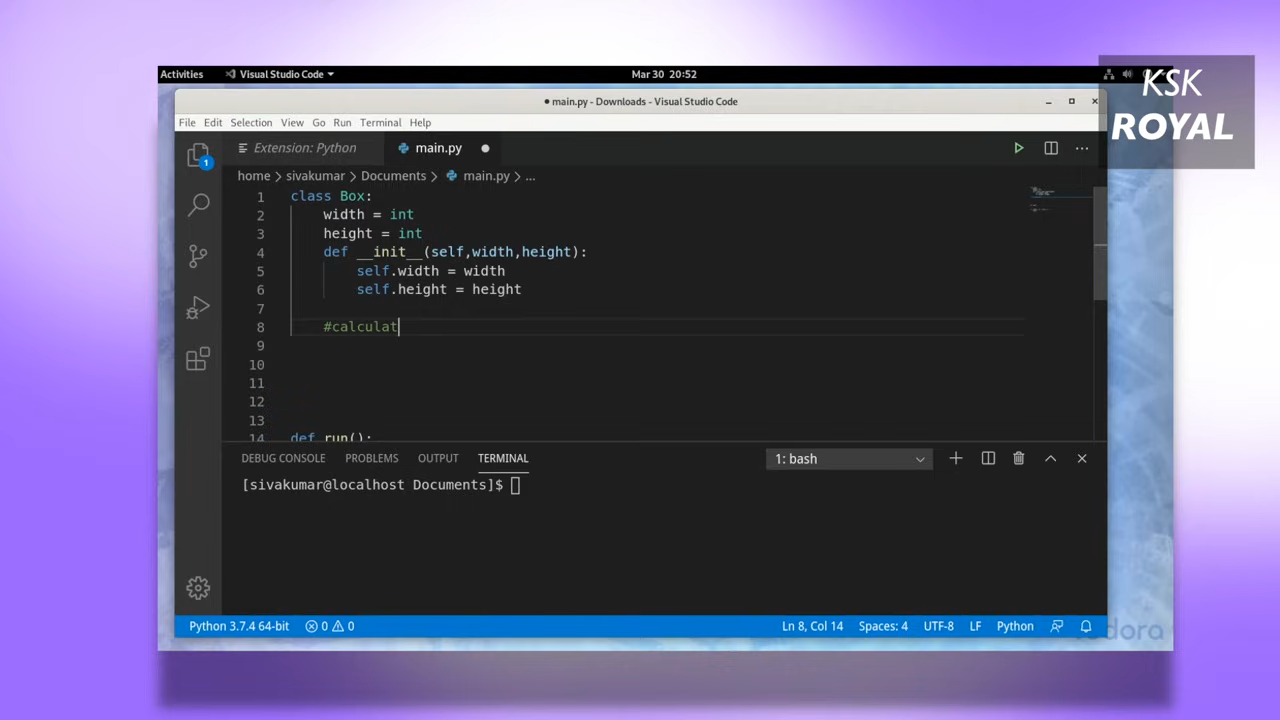 Activities Visual Studio Code Mar 30 20:52
KSK
ROYAL
● main.py - Downloads - Visual Studio Code
File Edit Selection View Go Run Terminal Help
Extension: Python main.py
home > sivakumar > Documents > main.py > ...
1 class Box:
2 width = int
3 height = int
4 def __init__(self,width,height):
5 self.width = width
6 self.height = height
7
8 #calculat
9
10
11
12
13
14 def run():
1
DEBUG CONSOLE PROBLEMS OUTPUT TERMINAL 1: bash
[sivakumar@localhost Documents]$
Python 3.7.4 64-bit 0 0 Ln 8, Col 14 Spaces: 4 UTF-8 LF Python